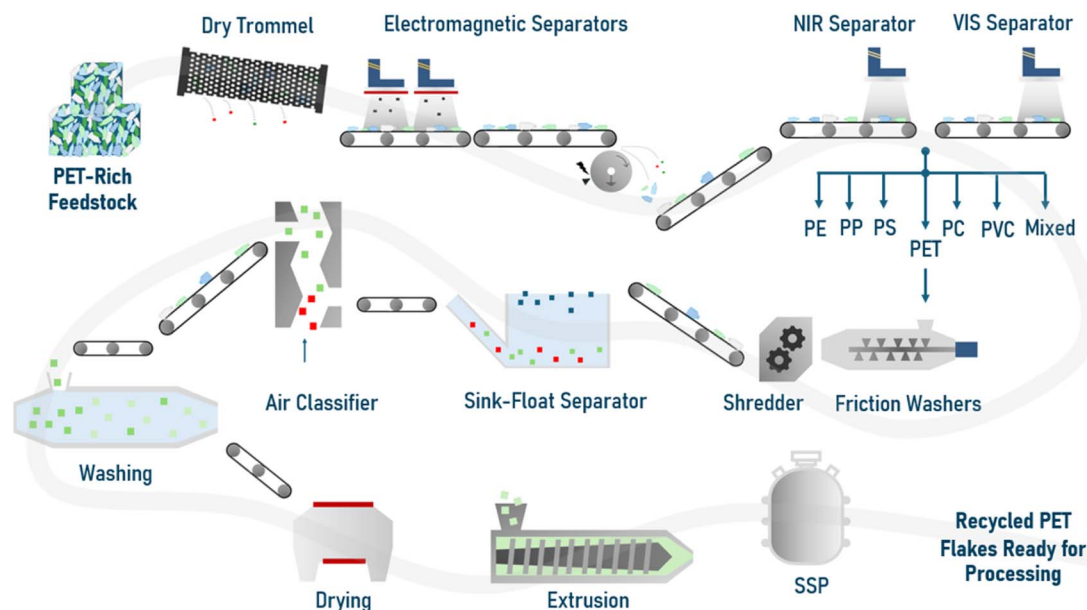 Dry Trommel
Electromagnetic Separators
NIR Separator
VIS Separator
PET-Rich
Feedstock
PE
PP
PS
PET
PC
PVC
Mixed
Air Classifier
Sink-Float Separator
Shredder
Friction Washers
Washing
Drying
Extrusion
SSP
Recycled PET
Flakes Ready for
Processing